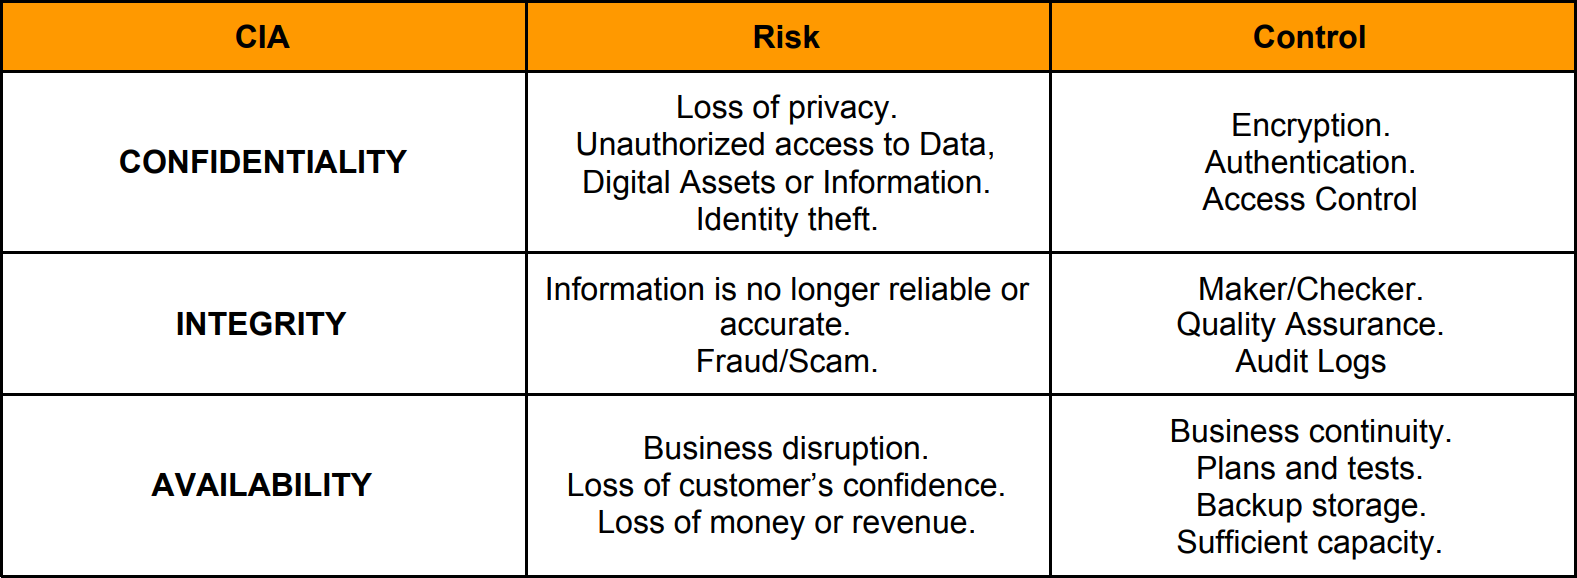 CIA
Risk
Control
CONFIDENTIALITY
Loss of privacy.
Unauthorized access to Data,
Digital Assets or Information.
Identity theft.
Encryption.
Authentication.
Access Control
INTEGRITY
Information is no longer reliable or
accurate.
Fraud/Scam.
Maker/Checker.
Quality Assurance.
Audit Logs
AVAILABILITY
Business disruption.
Loss of customer’s confidence.
Loss of money or revenue.
Business continuity.
Plans and tests.
Backup storage.
Sufficient capacity.